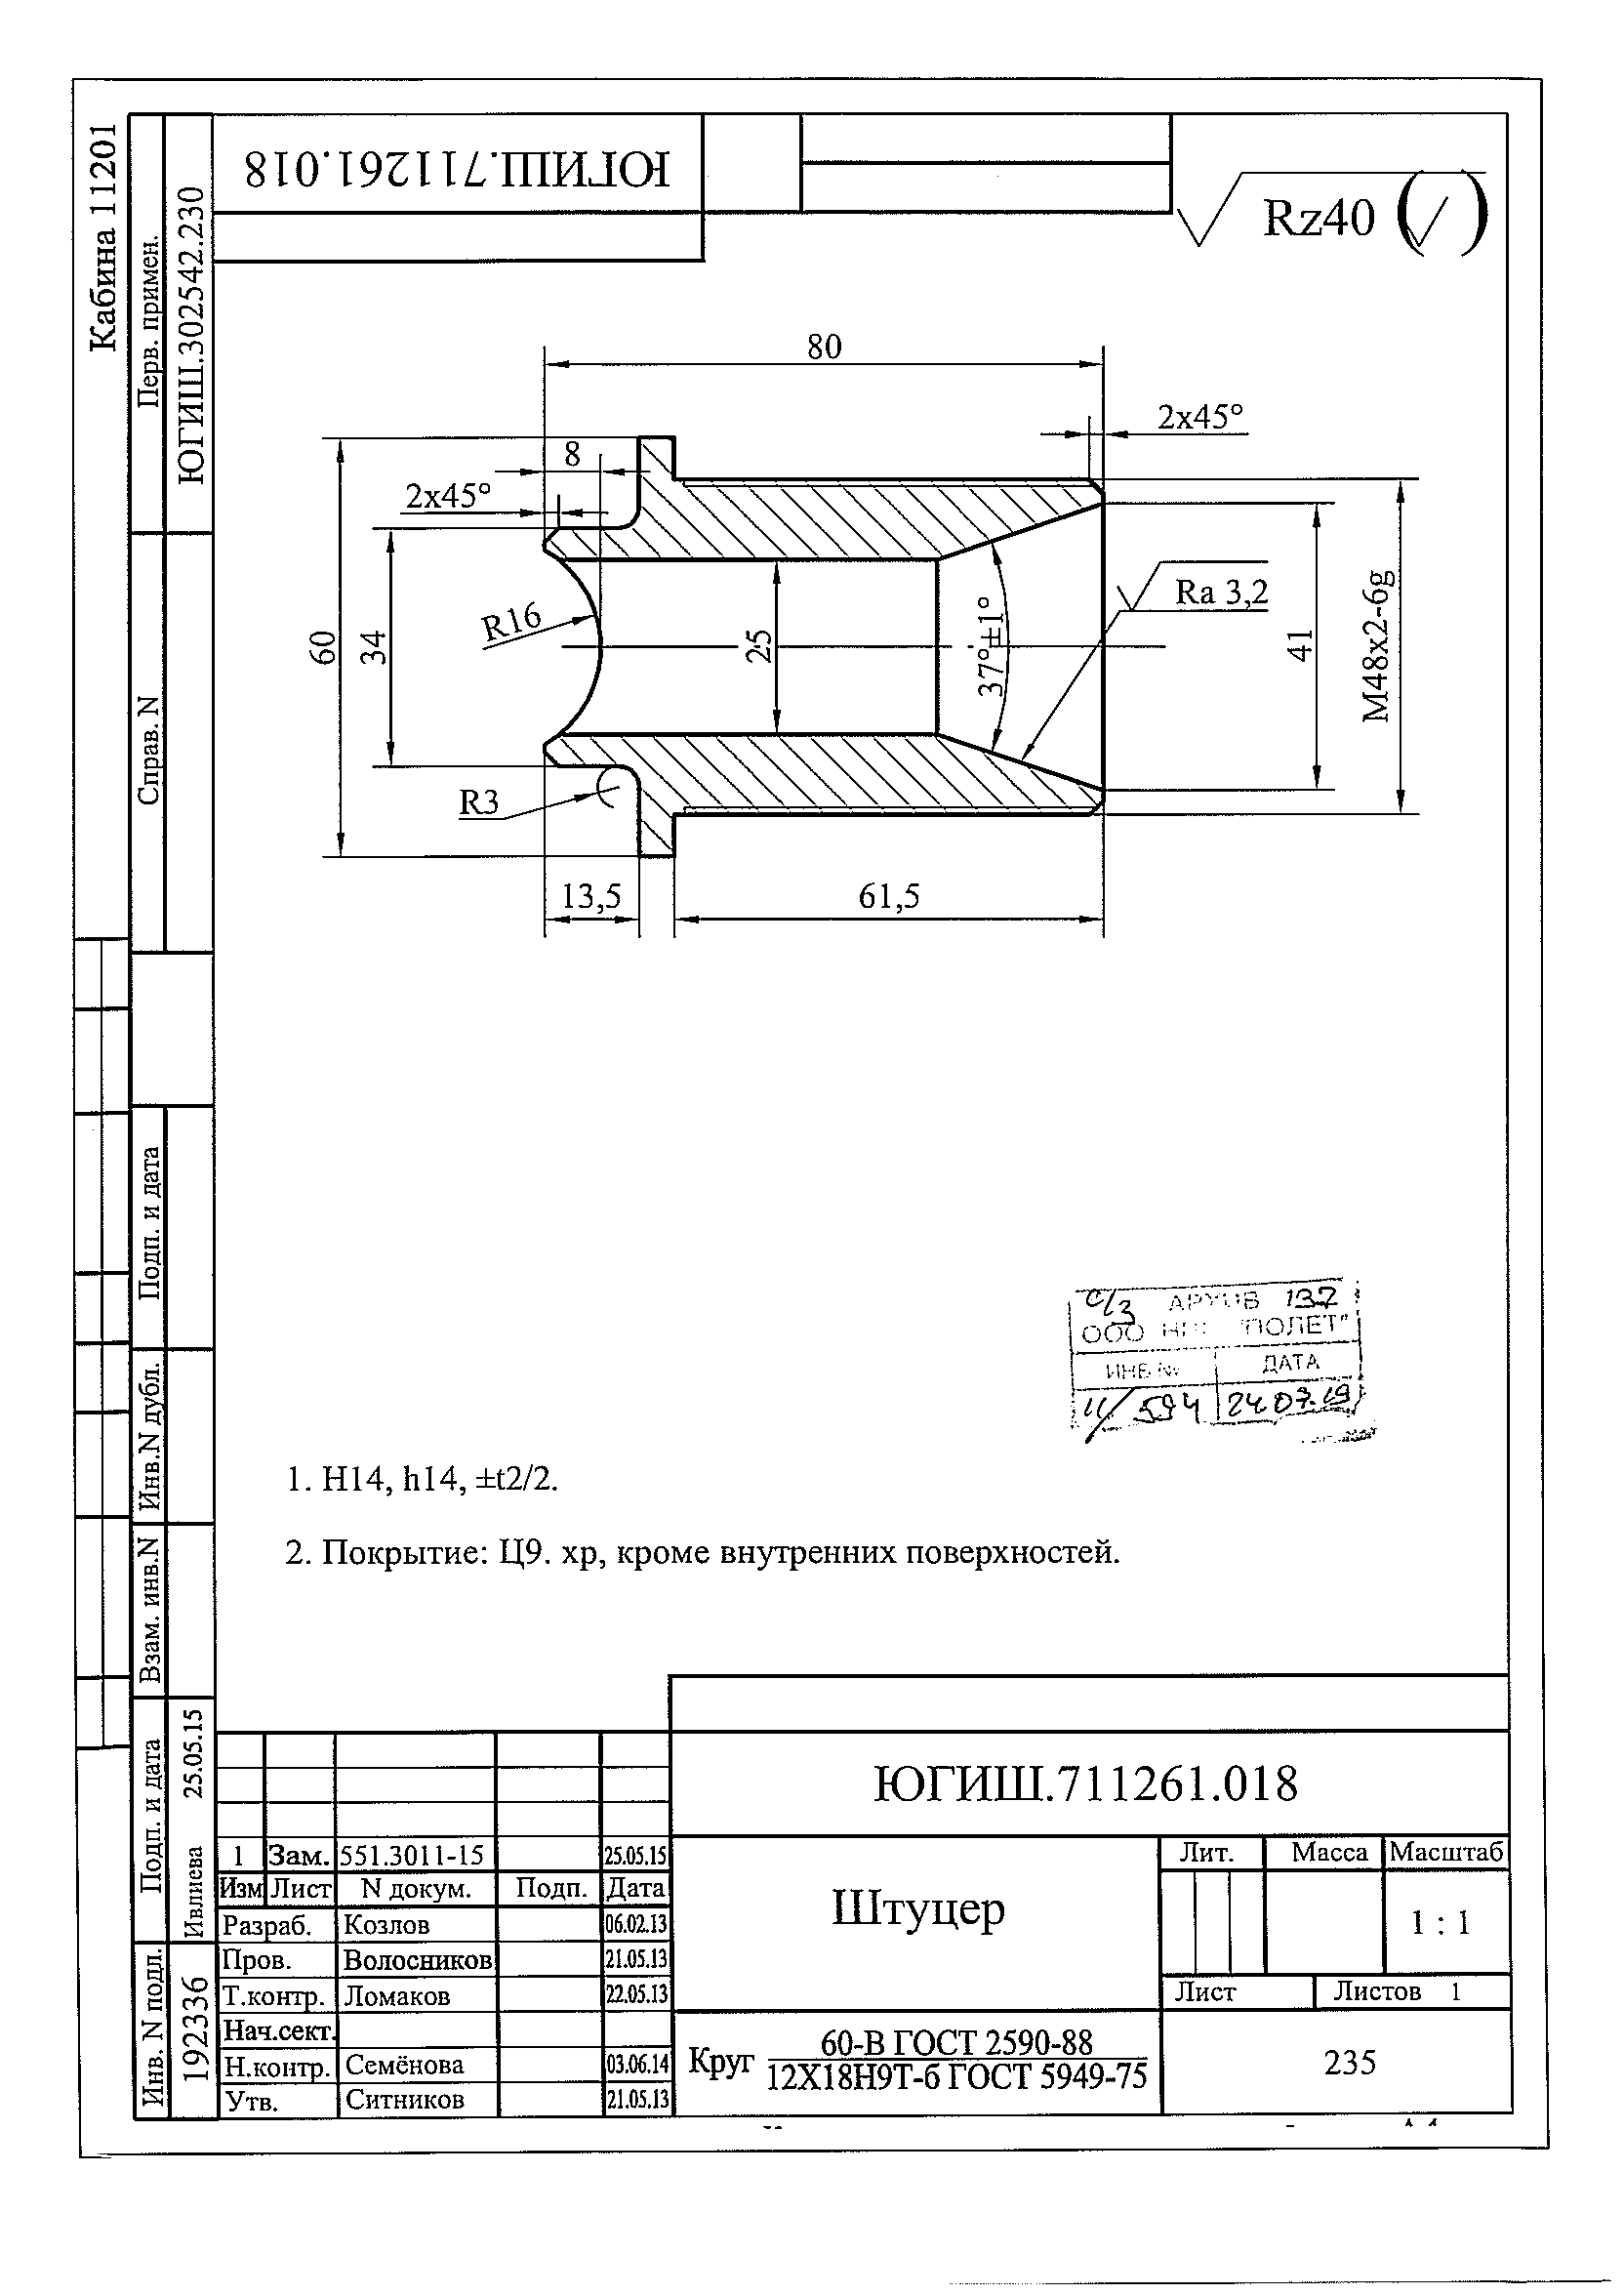 Кабина 11201
Перв. примен.
ЮГИШ.302542.230
ЮГИШ.711261.018
Rz40 (√)
80
2x45°
8
2x45°
60
34
R16
25
37°±1°
Ra 3,2
41
M48x2-6g
R3
13,5
61,5
Справ. N
Подп. и дата
Инв.N дубл.
Взам. инв.N
Подп. и дата
Ивлиева 25.05.15
Инв. N подл.
192336
С/З АРХИВ 132
ООО "ПОЛЕТ"
ИНВ № ДАТА
11/594 24.07.19
1. H14, h14, ±t2/2.
2. Покрытие: Ц9. хр, кроме внутренних поверхностей.
ЮГИШ.711261.018
1 Зам. 551.3011-15 25.05.15
Изм Лист N докум. Подп. Дата
Разраб. Козлов 06.02.13
Пров. Волосников 21.05.13
Т.контр. Ломаков 22.05.13
Нач.сект.
Н.контр. Семёнова 03.06.14
Утв. Ситников 21.05.13
Штуцер
Лит. Масса Масштаб
1 : 1
Лист Листов 1
Круг 60-В ГОСТ 2590-88
12Х18Н9Т-б ГОСТ 5949-75
235